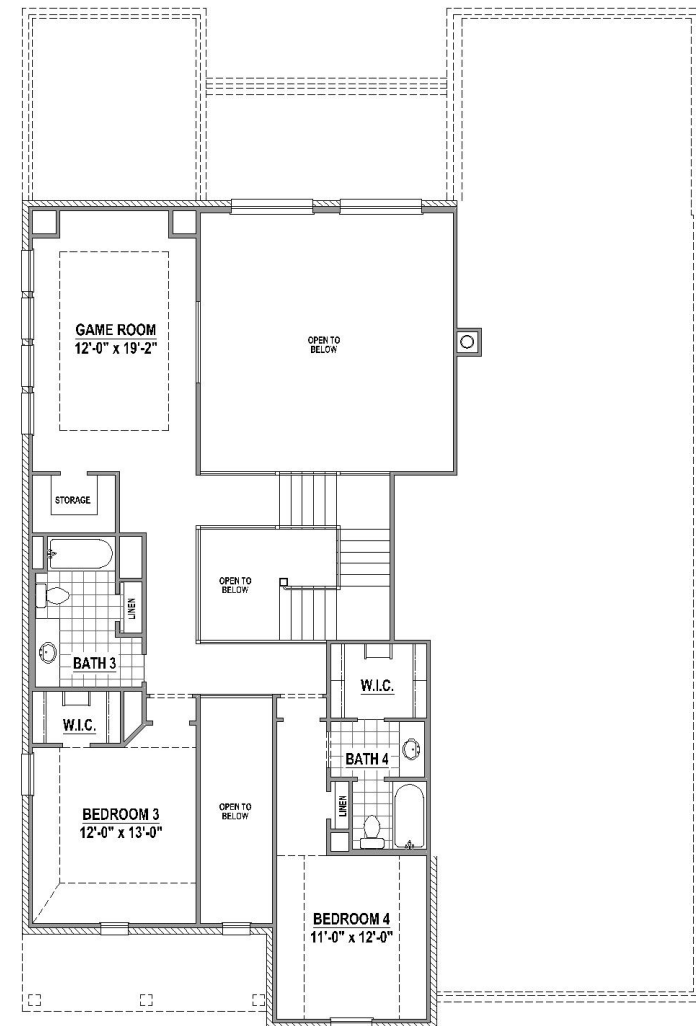 GAME ROOM
12'-0" x 19'-2"
OPEN TO
BELOW
STORAGE
OPEN TO
BELOW
LINEN
BATH 3
W.I.C.
W.I.C.
BATH 4
LINEN
BEDROOM 3
12'-0" x 13'-0"
OPEN TO
BELOW
BEDROOM 4
11'-0" x 12'-0"